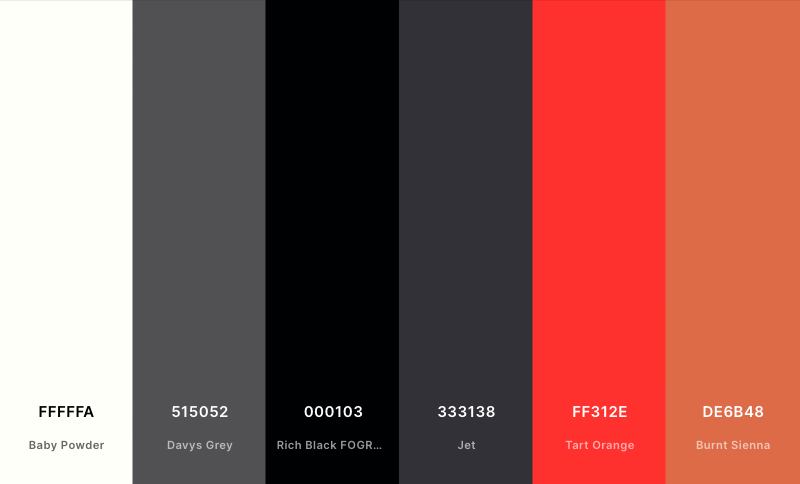 FFFFFA 515052 000103 333138 FF312E DE6B48
Baby Powder Davys Grey Rich Black FOGR... Jet Tart Orange Burnt Sienna